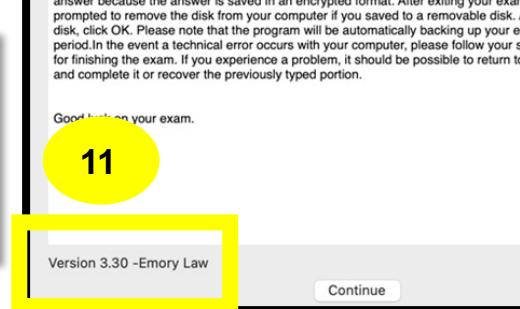 answer because the answer is saved in an encrypted format. After exiting your exam
prompted to remove the disk from your computer if you saved to a removable disk.
disk, click OK. Please note that the program will be automatically backing up your e
period.In the event a technical error occurs with your computer, please follow your s
for finishing the exam. If you experience a problem, it should be possible to return to
and complete it or recover the previously typed portion.
Good luck on your exam.
11
Version 3.30 -Emory Law
Continue